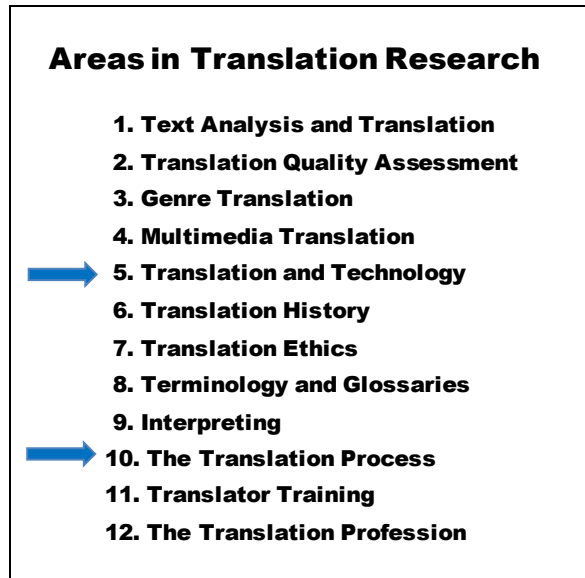 Areas in Translation Research
1. Text Analysis and Translation
2. Translation Quality Assessment
3. Genre Translation
4. Multimedia Translation
5. Translation and Technology
6. Translation History
7. Translation Ethics
8. Terminology and Glossaries
9. Interpreting
10. The Translation Process
11. Translator Training
12. The Translation Profession